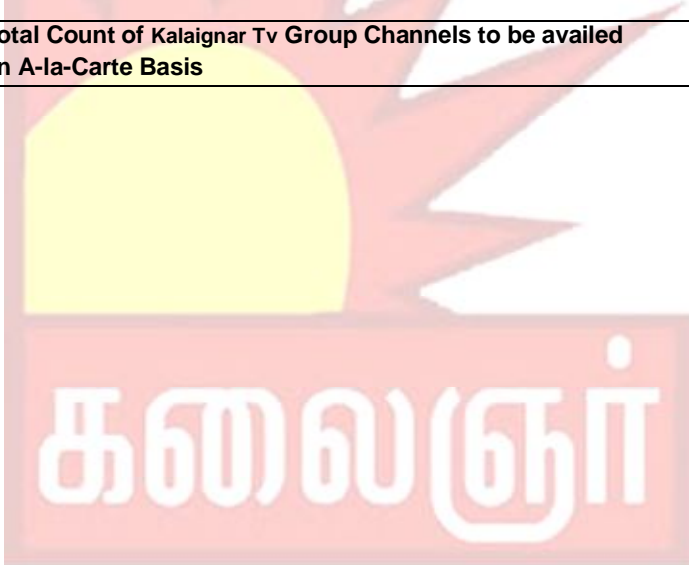 otal Count of Kalaignar Tv Group Channels to be availed
n A-la-Carte Basis
கலைஞர்